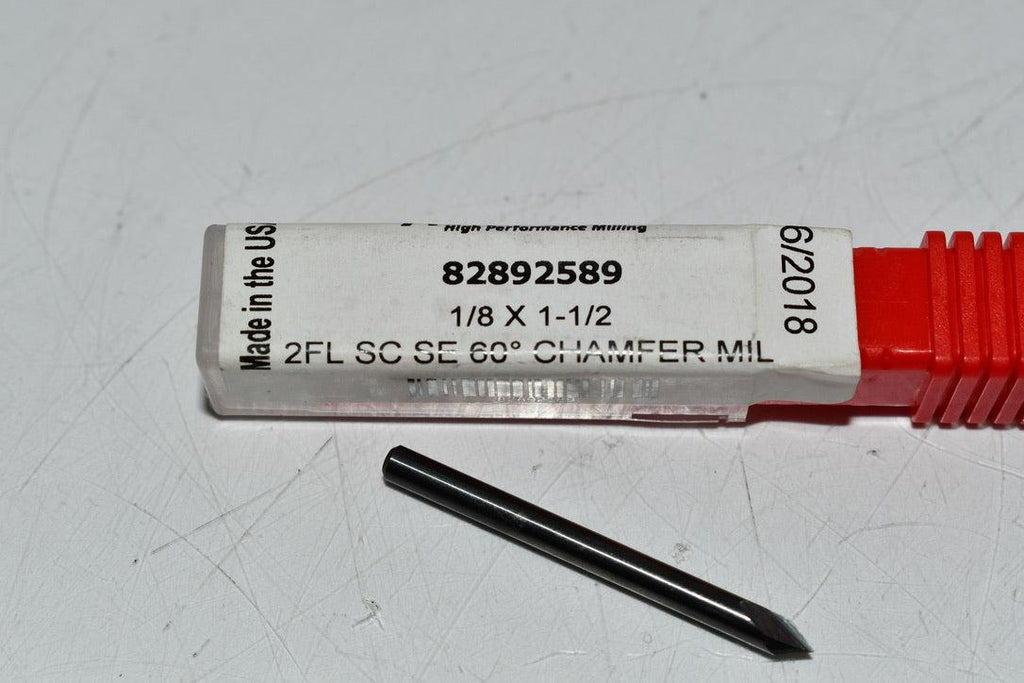 High Performance Milling
82892589
1/8 X 1-1/2
2FL SC SE 60° CHAMFER MIL
Made in the US
6/2018